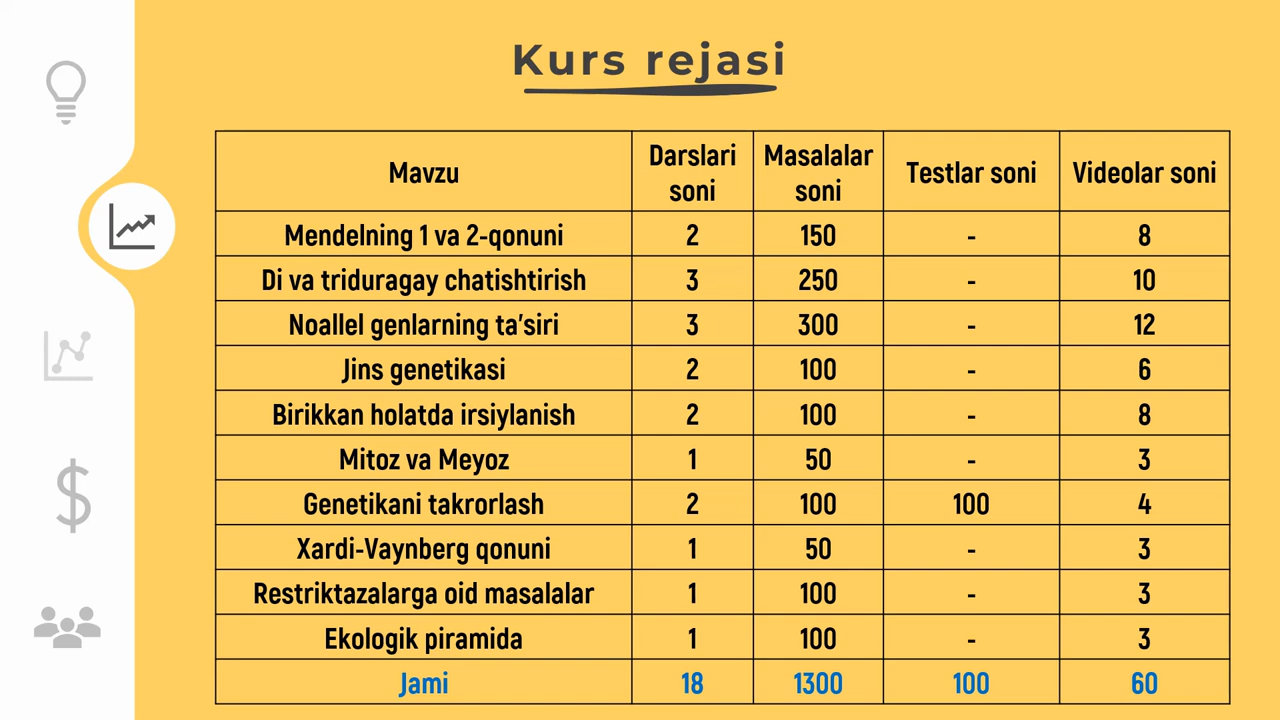 Kurs rejasi
Mavzu Darslari soni Masalalar soni Testlar soni Videolar soni
Mendelning 1 va 2-qonuni 2 150 - 8
Di va triduragay chatishtirish 3 250 - 10
Noallel genlarning ta'siri 3 300 - 12
Jins genetikasi 2 100 - 6
Birikkan holatda irsiylanish 2 100 - 8
Mitoz va Meyoz 1 50 - 3
Genetikani takrorlash 2 100 100 4
Xardi-Vaynberg qonuni 1 50 - 3
Restriktazalarga oid masalalar 1 100 - 3
Ekologik piramida 1 100 - 3
Jami 18 1300 100 60